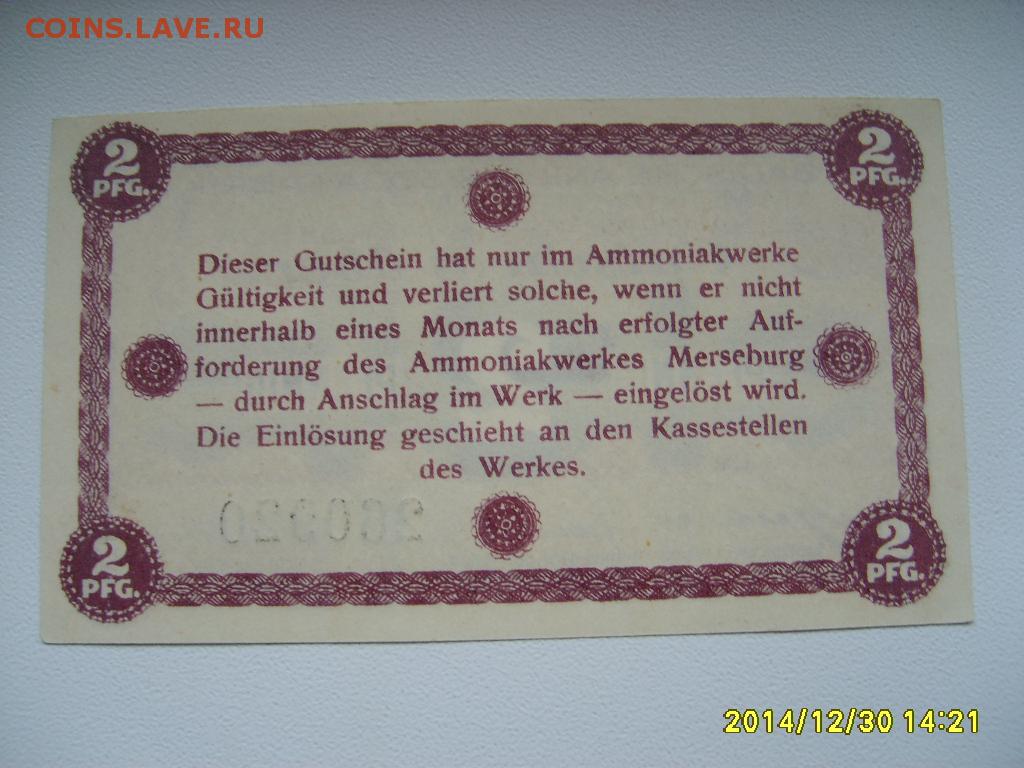 COINS.LAVE.RU
2 PFG.
2 PFG.
Dieser Gutschein hat nur im Ammoniakwerke
Gültigkeit und verliert solche, wenn er nicht
innerhalb eines Monats nach erfolgter Auf-
forderung des Ammoniakwerkes Merseburg
— durch Anschlag im Werk — eingelöst wird.
Die Einlösung geschieht an den Kassestellen
des Werkes.
2 PFG.
2 PFG.
2014/12/30 14:21